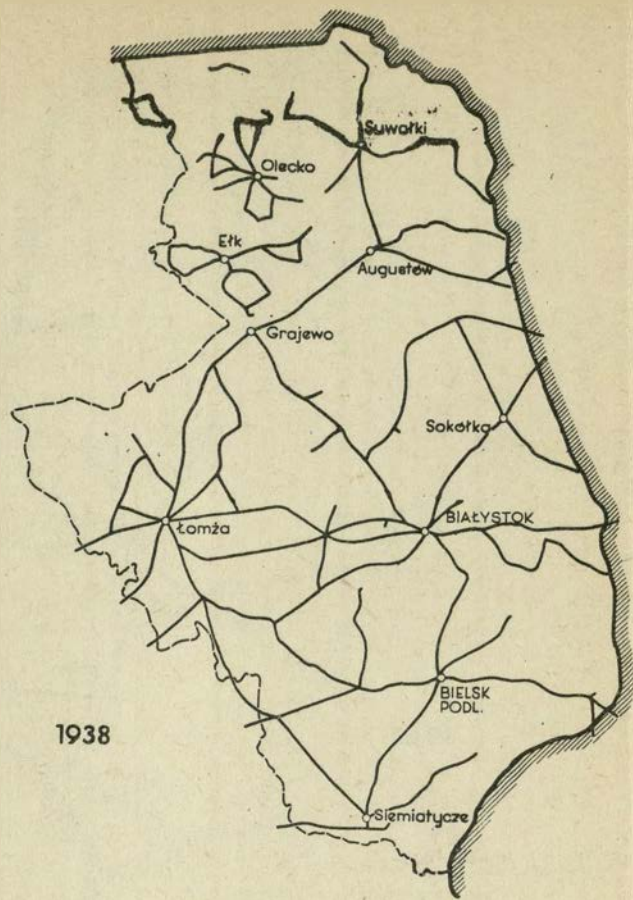 Suwałki
Olecko
Ełk
Augustów
Grajewo
Sokółka
BIAŁYSTOK
Łomża
BIELSK
PODL.
1938
Siemiatycze